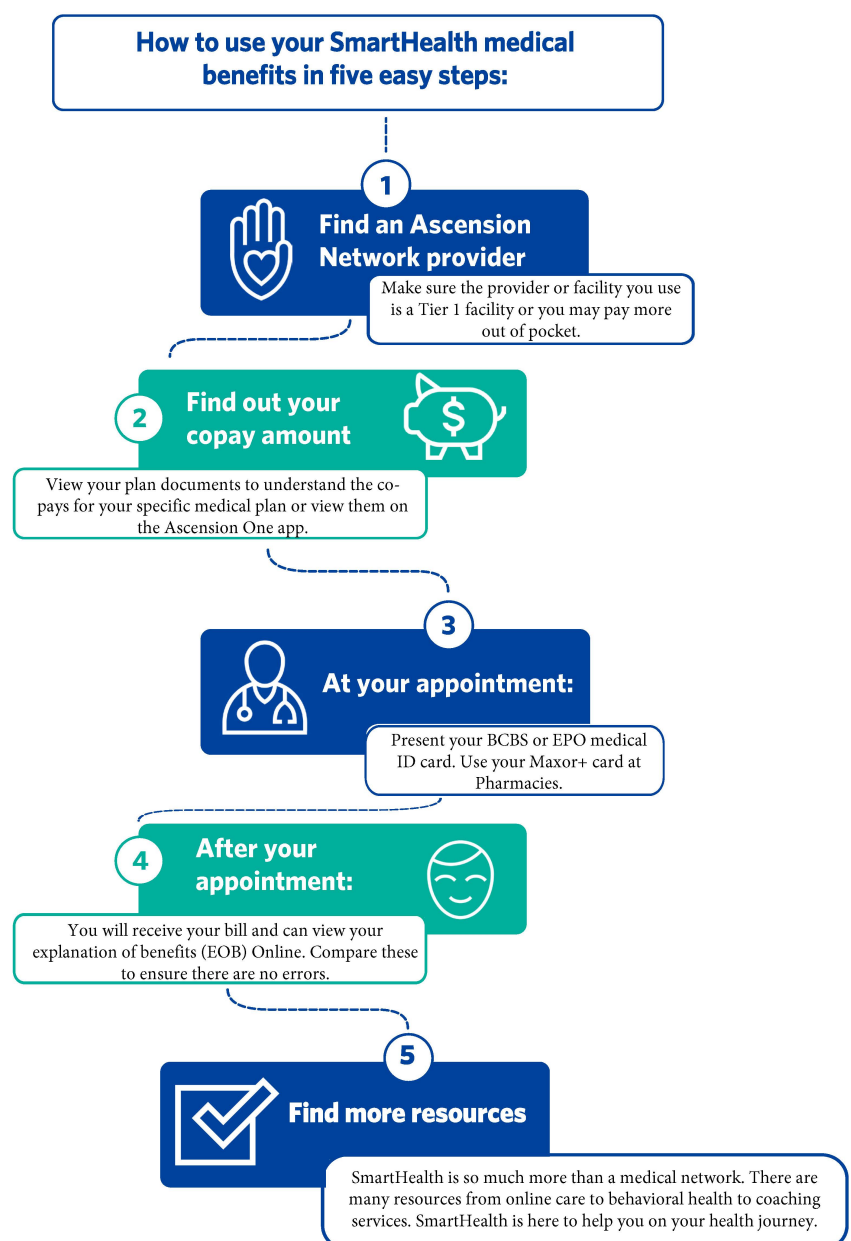 How to use your SmartHealth medical
benefits in five easy steps:
1
Find an Ascension
Network provider
Make sure the provider or facility you use
is a Tier 1 facility or you may pay more
out of pocket.
2
Find out your
copay amount
$
View your plan documents to understand the co-
pays for your specific medical plan or view them on
the Ascension One app.
3
At your appointment:
Present your BCBS or EPO medical
ID card. Use your Maxor+ card at
Pharmacies.
4
After your
appointment:
You will receive your bill and can view your
explanation of benefits (EOB) Online. Compare these
to ensure there are no errors.
5
Find more resources
SmartHealth is so much more than a medical network. There are
many resources from online care to behavioral health to coaching
services. SmartHealth is here to help you on your health journey.